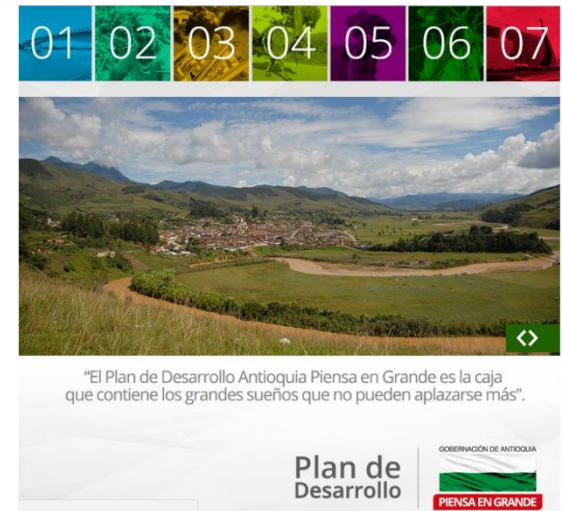 01 02 03 04 05 06 07
“El Plan de Desarrollo Antioquia Piensa en Grande es la caja
que contiene los grandes sueños que no pueden aplazarse más”.
Plan de
Desarrollo
GOBERNACIÓN DE ANTIOQUIA
PIENSA EN GRANDE